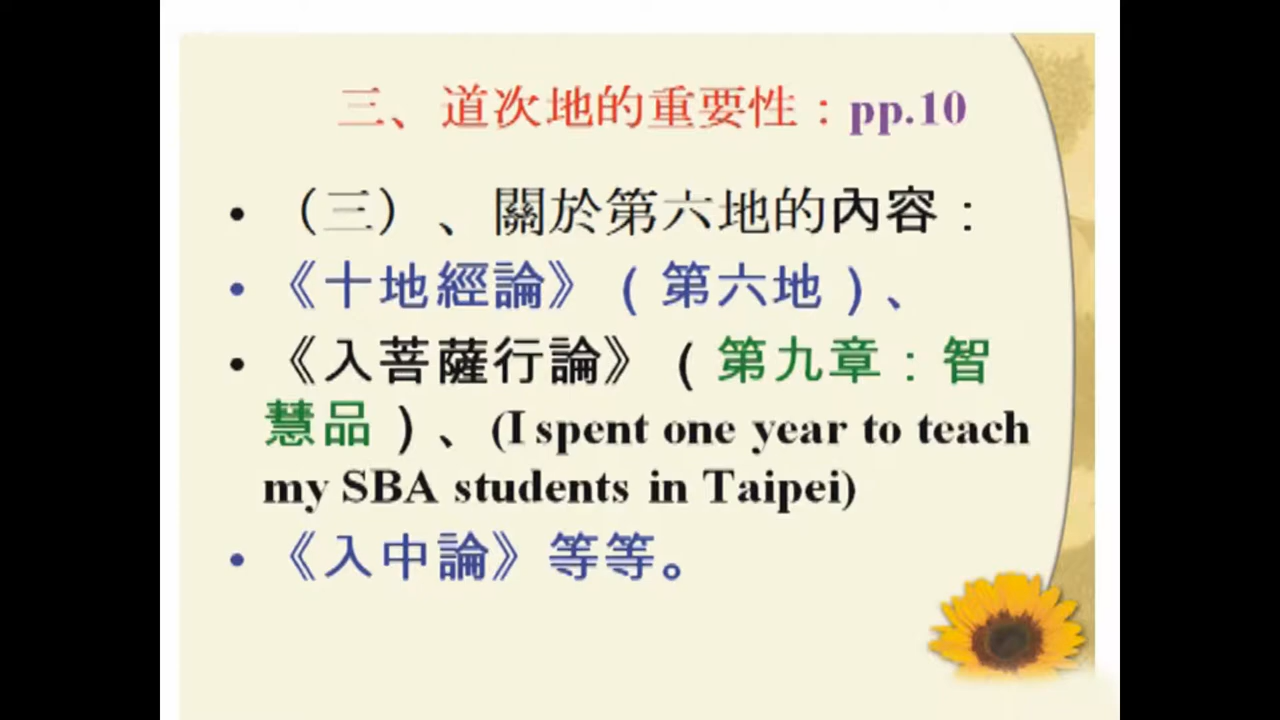 三、道次地的重要性：pp.10
• （三）、關於第六地的內容：
• 《十地經論》（第六地）、
• 《入菩薩行論》（第九章：智
慧品）、(I spent one year to teach
my SBA students in Taipei)
• 《入中論》等等。